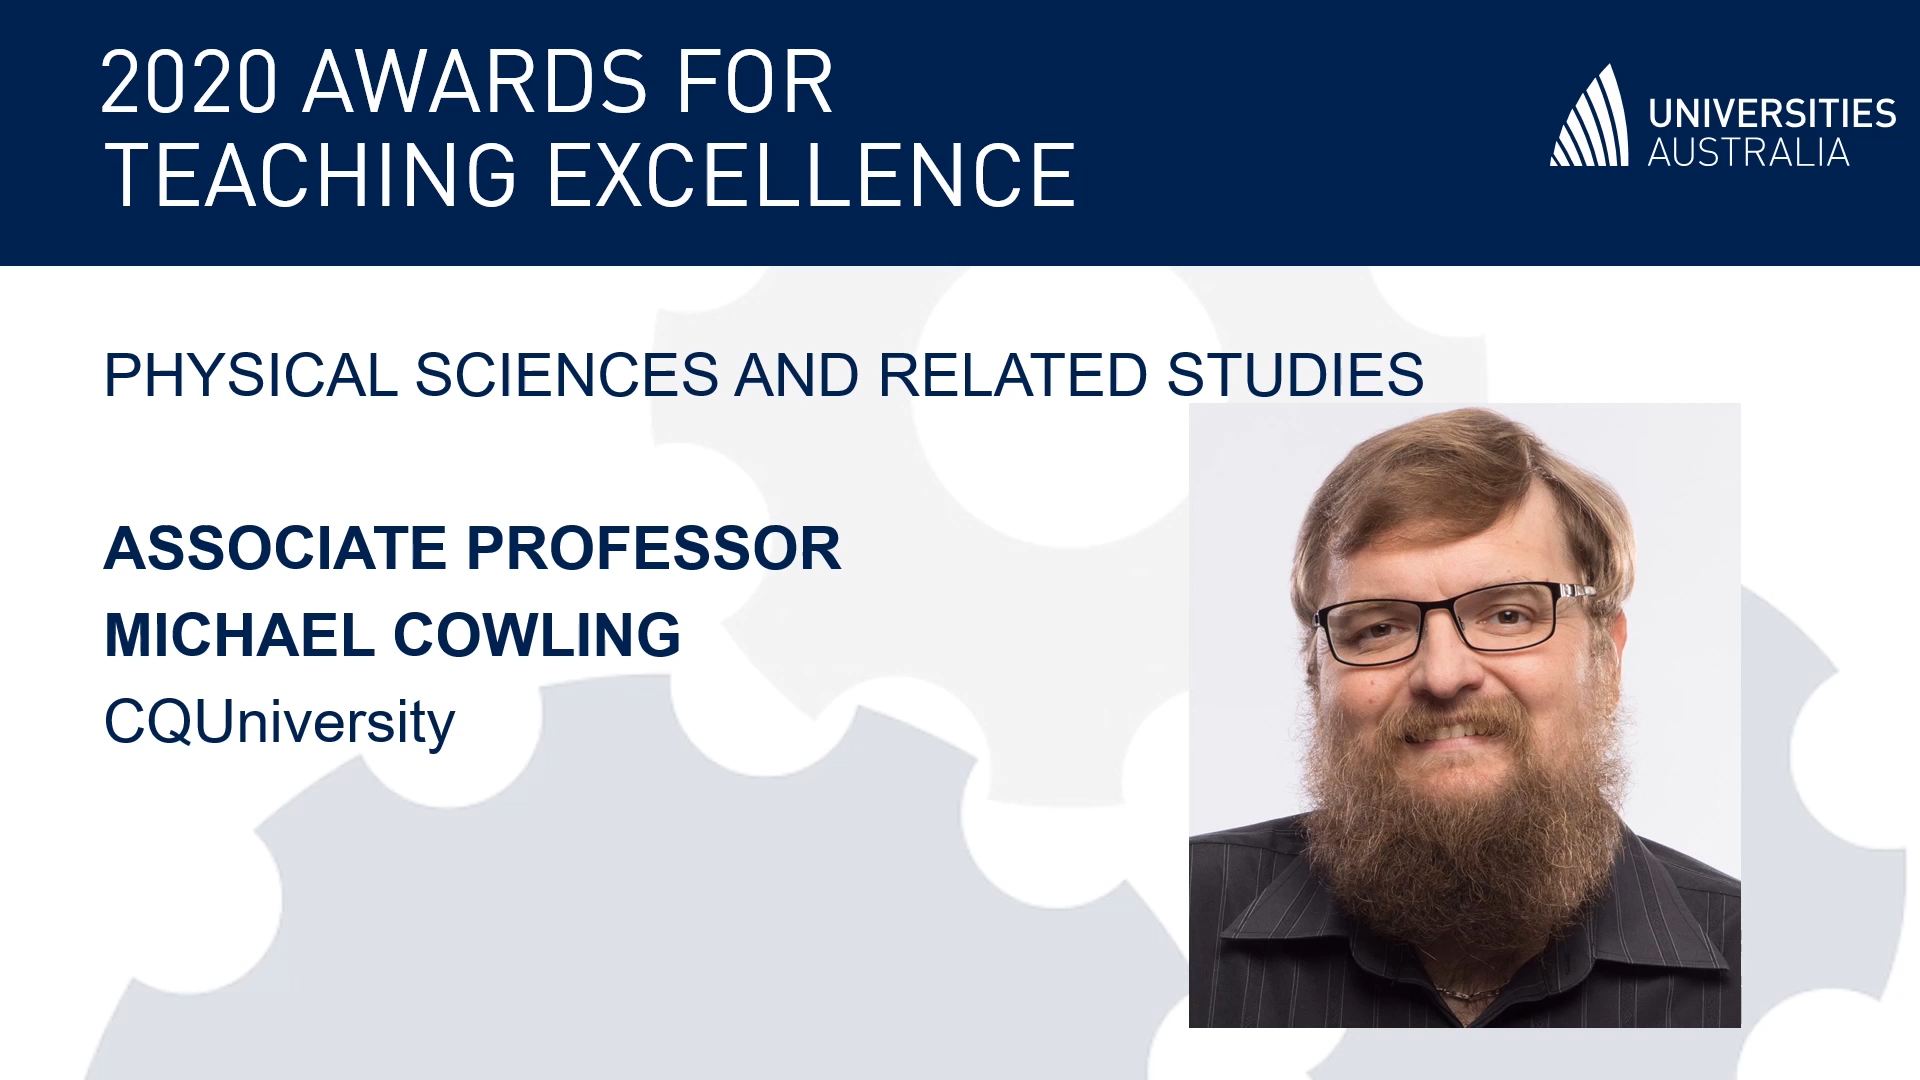 2020 AWARDS FOR
TEACHING EXCELLENCE
UNIVERSITIES
AUSTRALIA
PHYSICAL SCIENCES AND RELATED STUDIES
ASSOCIATE PROFESSOR
MICHAEL COWLING
CQUniversity